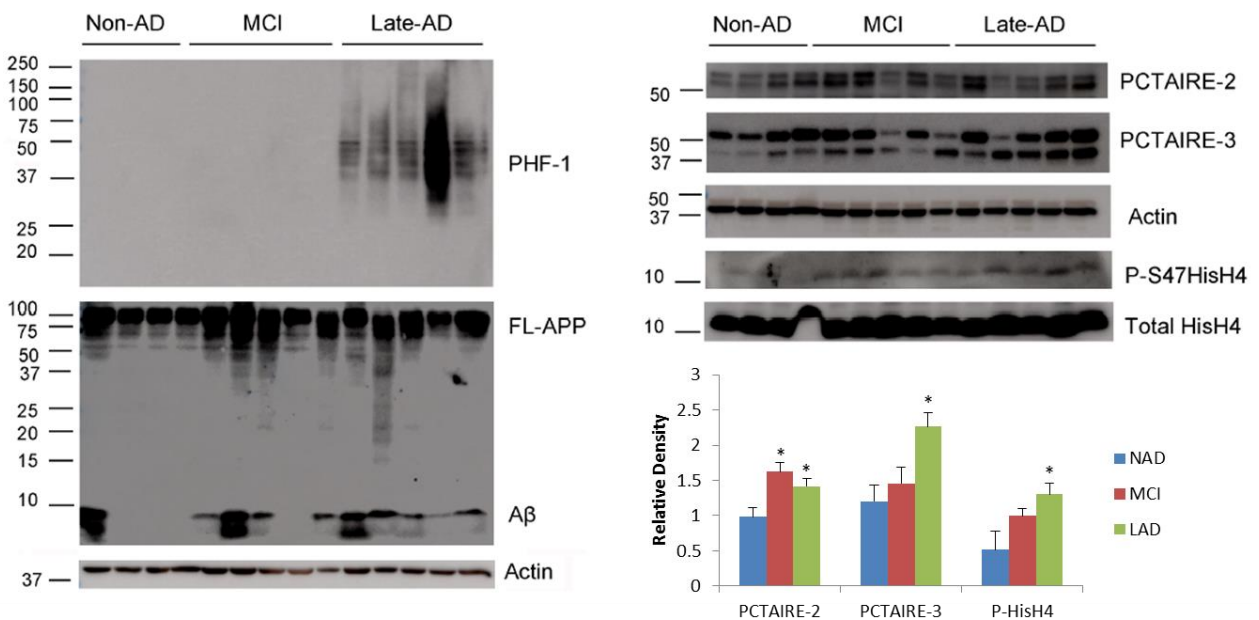 Non-AD MCI Late-AD
250
150
100
75
50
37
25
20
PHF-1
100
75
50
37
25
20
15
10
FL-APP
Aβ
37
Actin
Non-AD MCI Late-AD
50
PCTAIRE-2
50
37
PCTAIRE-3
50
37
Actin
10
P-S47HisH4
10
Total HisH4
Relative Density
3
2.5
2
1.5
1
0.5
0
* * * *
PCTAIRE-2 PCTAIRE-3 P-HisH4
NAD
MCI
LAD